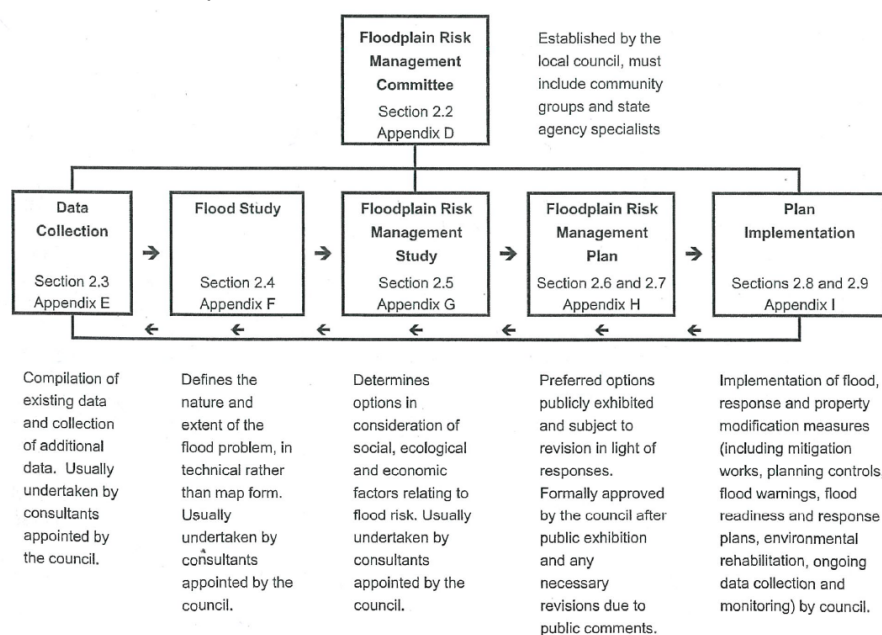 Floodplain Risk
Management
Committee
Section 2.2
Appendix D
Established by the
local council, must
include community
groups and state
agency specialists
Data
Collection
Section 2.3
Appendix E
Flood Study
Section 2.4
Appendix F
Floodplain Risk
Management
Study
Section 2.5
Appendix G
Floodplain Risk
Management
Plan
Section 2.6 and 2.7
Appendix H
Plan
Implementation
Sections 2.8 and 2.9
Appendix I
Compilation of
existing data
and collection
of additional
data. Usually
undertaken by
consultants
appointed by
the council.
Defines the
nature and
extent of the
flood problem, in
technical rather
than map form.
Usually
undertaken by
consultants
appointed by the
council.
Determines
options in
consideration of
social, ecological
and economic
factors relating to
flood risk. Usually
undertaken by
consultants
appointed by the
council.
Preferred options
publicly exhibited
and subject to
revision in light of
responses.
Formally approved
by the council after
public exhibition
and any
necessary
revisions due to
public comments.
Implementation of flood,
response and property
modification measures
(including mitigation
works, planning controls
flood warnings, flood
readiness and response
plans, environmental
rehabilitation, ongoing
data collection and
monitoring) by council.